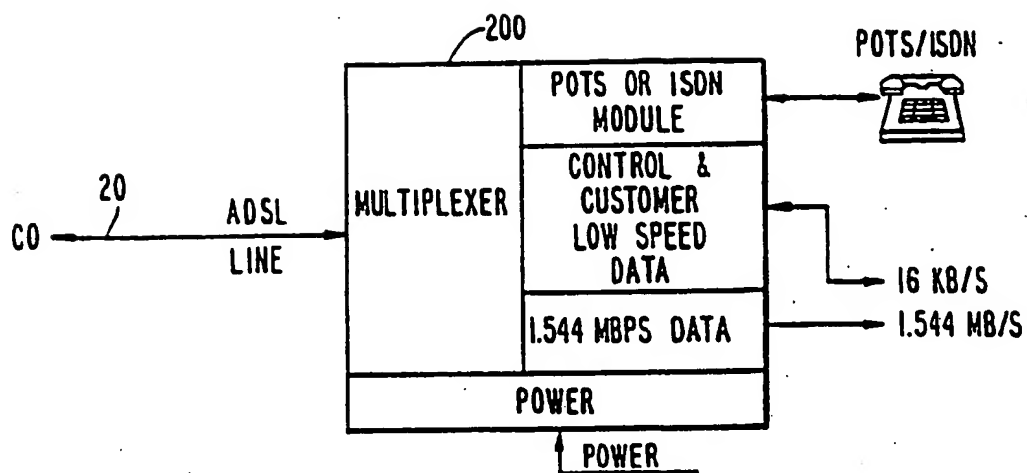 200
POTS/ISDN
POTS OR ISDN
MODULE
MULTIPLEXER
CONTROL &
CUSTOMER
LOW SPEED
DATA
20
CO
ADSL
LINE
16 KB/S
1.544 MBPS DATA
1.544 MB/S
POWER
POWER